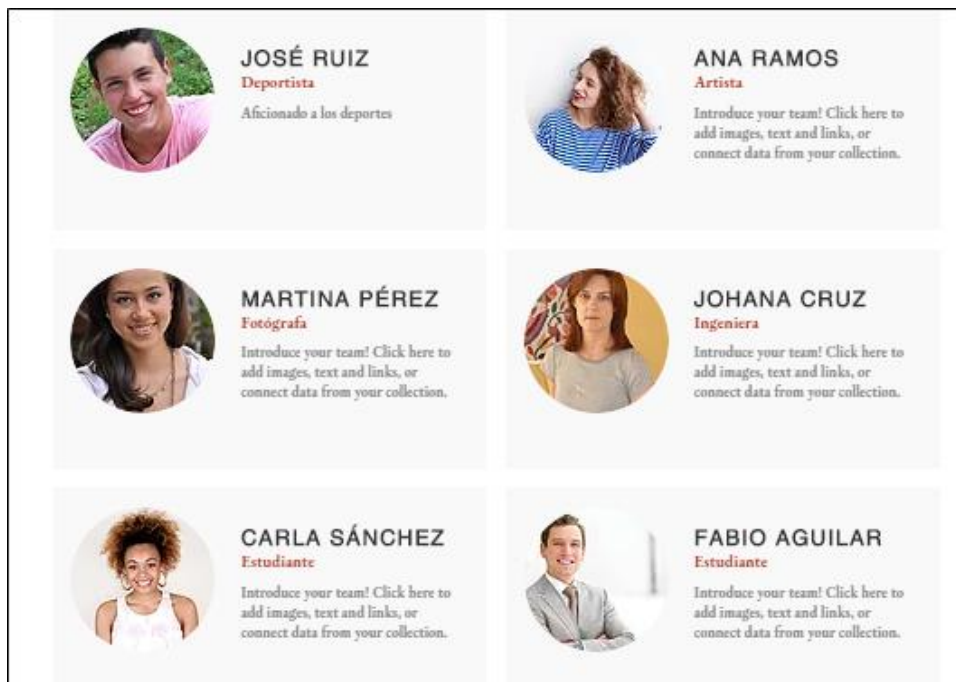 JOSÉ RUIZ
Deportista
Aficionado a los deportes
ANA RAMOS
Artista
Introduce your team! Click here to
add images, text and links, or
connect data from your collection.
MARTINA PÉREZ
Fotógrafa
Introduce your team! Click here to
add images, text and links, or
connect data from your collection.
JOHANA CRUZ
Ingeniera
Introduce your team! Click here to
add images, text and links, or
connect data from your collection.
CARLA SÁNCHEZ
Estudiante
Introduce your team! Click here to
add images, text and links, or
connect data from your collection.
FABIO AGUILAR
Estudiante
Introduce your team! Click here to
add images, text and links, or
connect data from your collection.